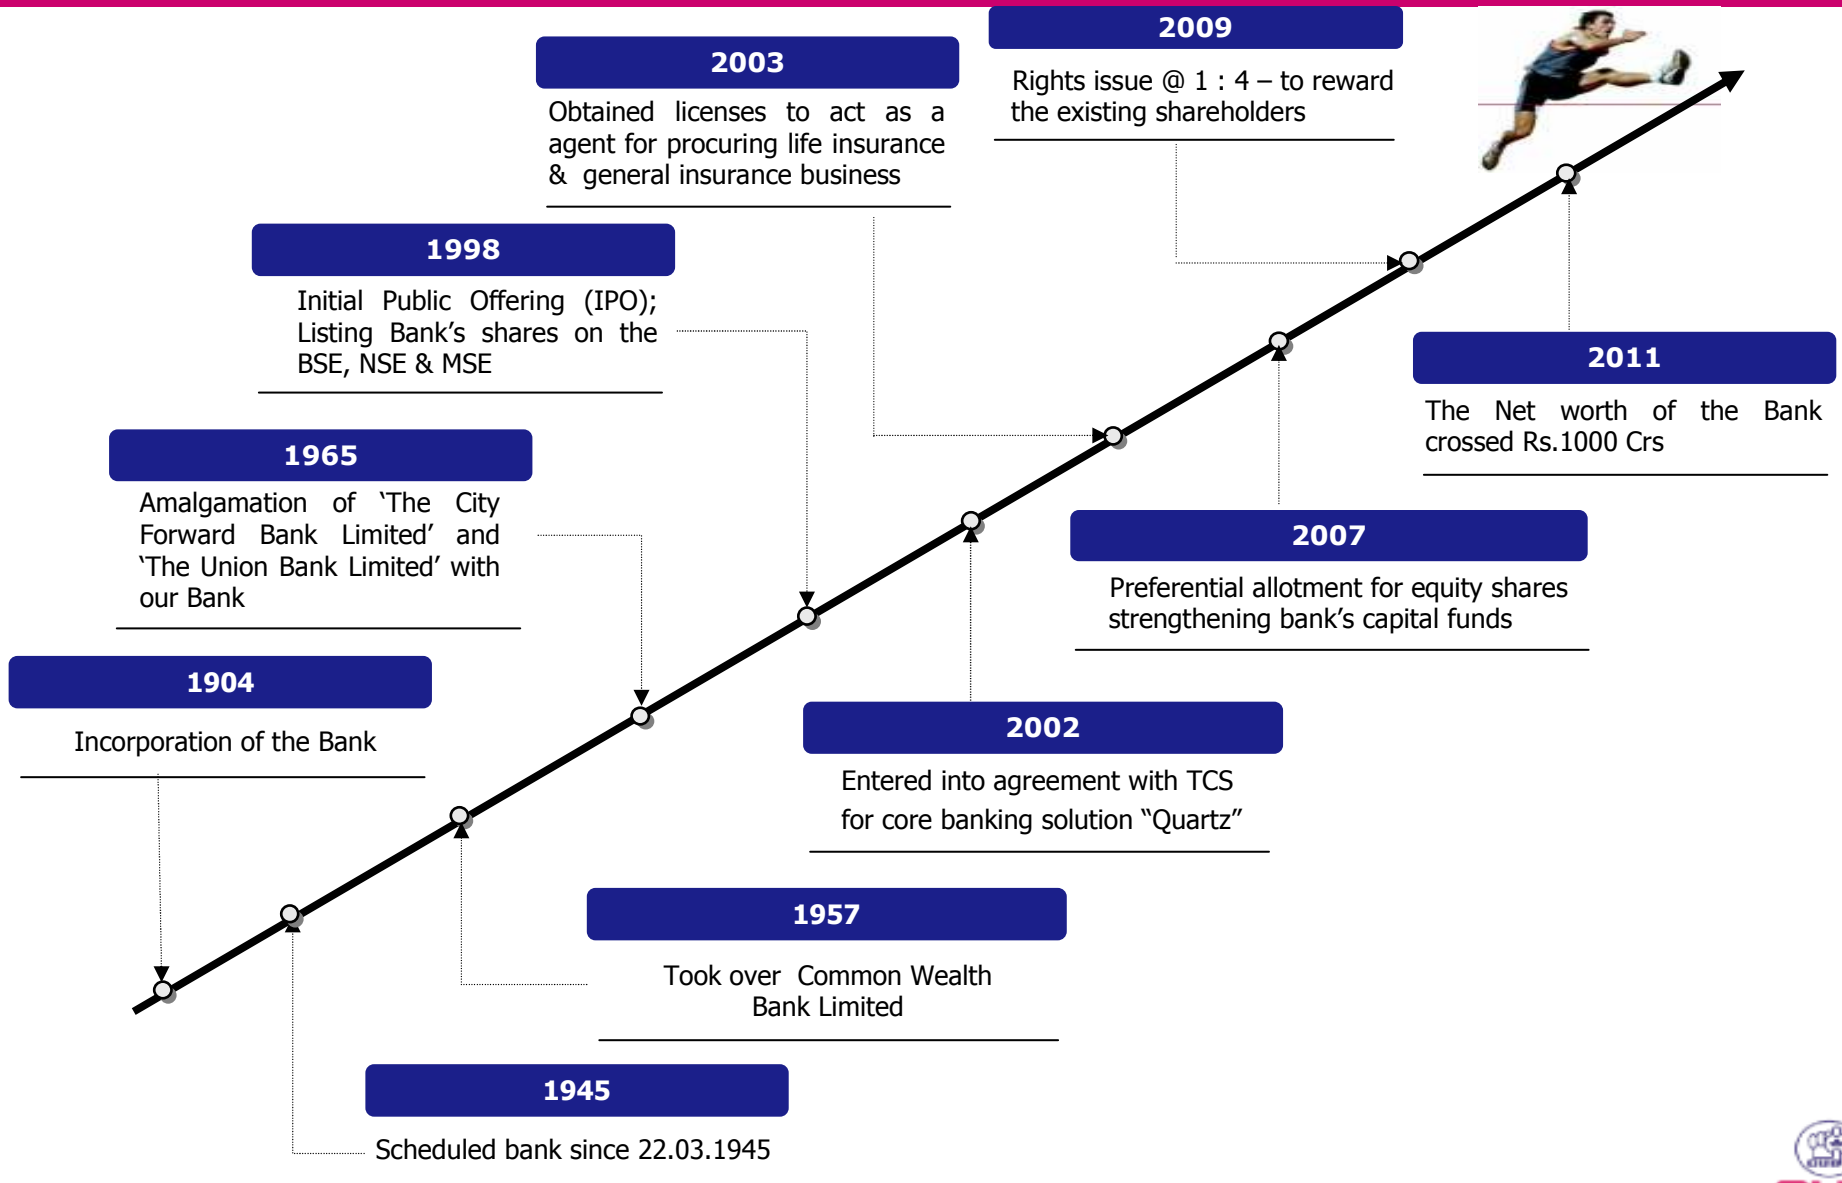 2009
Rights issue @ 1 : 4 – to reward
the existing shareholders
2003
Obtained licenses to act as a
agent for procuring life insurance
& general insurance business
1998
Initial Public Offering (IPO);
Listing Bank’s shares on the
BSE, NSE & MSE
2011
The Net worth of the Bank
crossed Rs.1000 Crs
1965
Amalgamation of ‘The City
Forward Bank Limited’ and
‘The Union Bank Limited’ with
our Bank
2007
Preferential allotment for equity shares
strengthening bank’s capital funds
1904
Incorporation of the Bank
2002
Entered into agreement with TCS
for core banking solution “Quartz”
1957
Took over Common Wealth
Bank Limited
1945
Scheduled bank since 22.03.1945